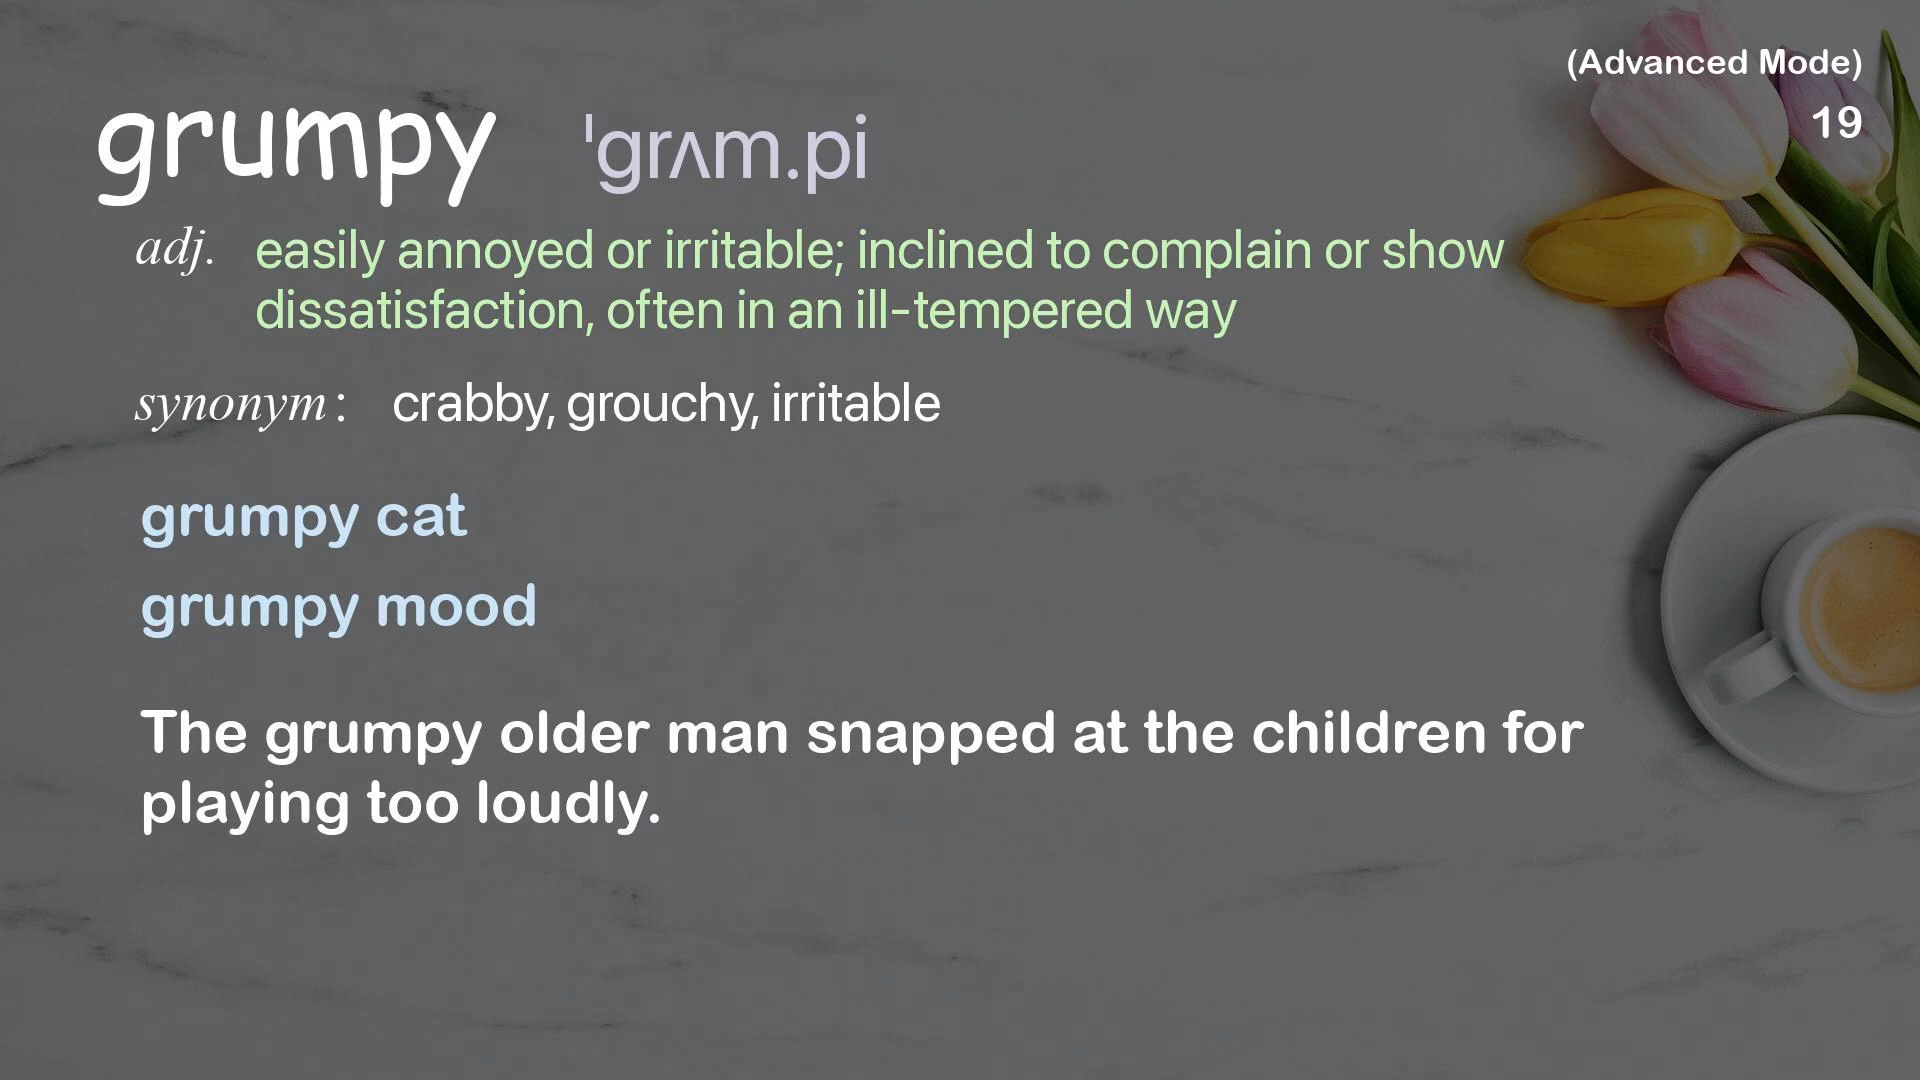 (Advanced Mode)
19
grumpy ˈɡrʌm.pi
adj. easily annoyed or irritable; inclined to complain or show
dissatisfaction, often in an ill-tempered way
synonym: crabby, grouchy, irritable
grumpy cat
grumpy mood
The grumpy older man snapped at the children for
playing too loudly.